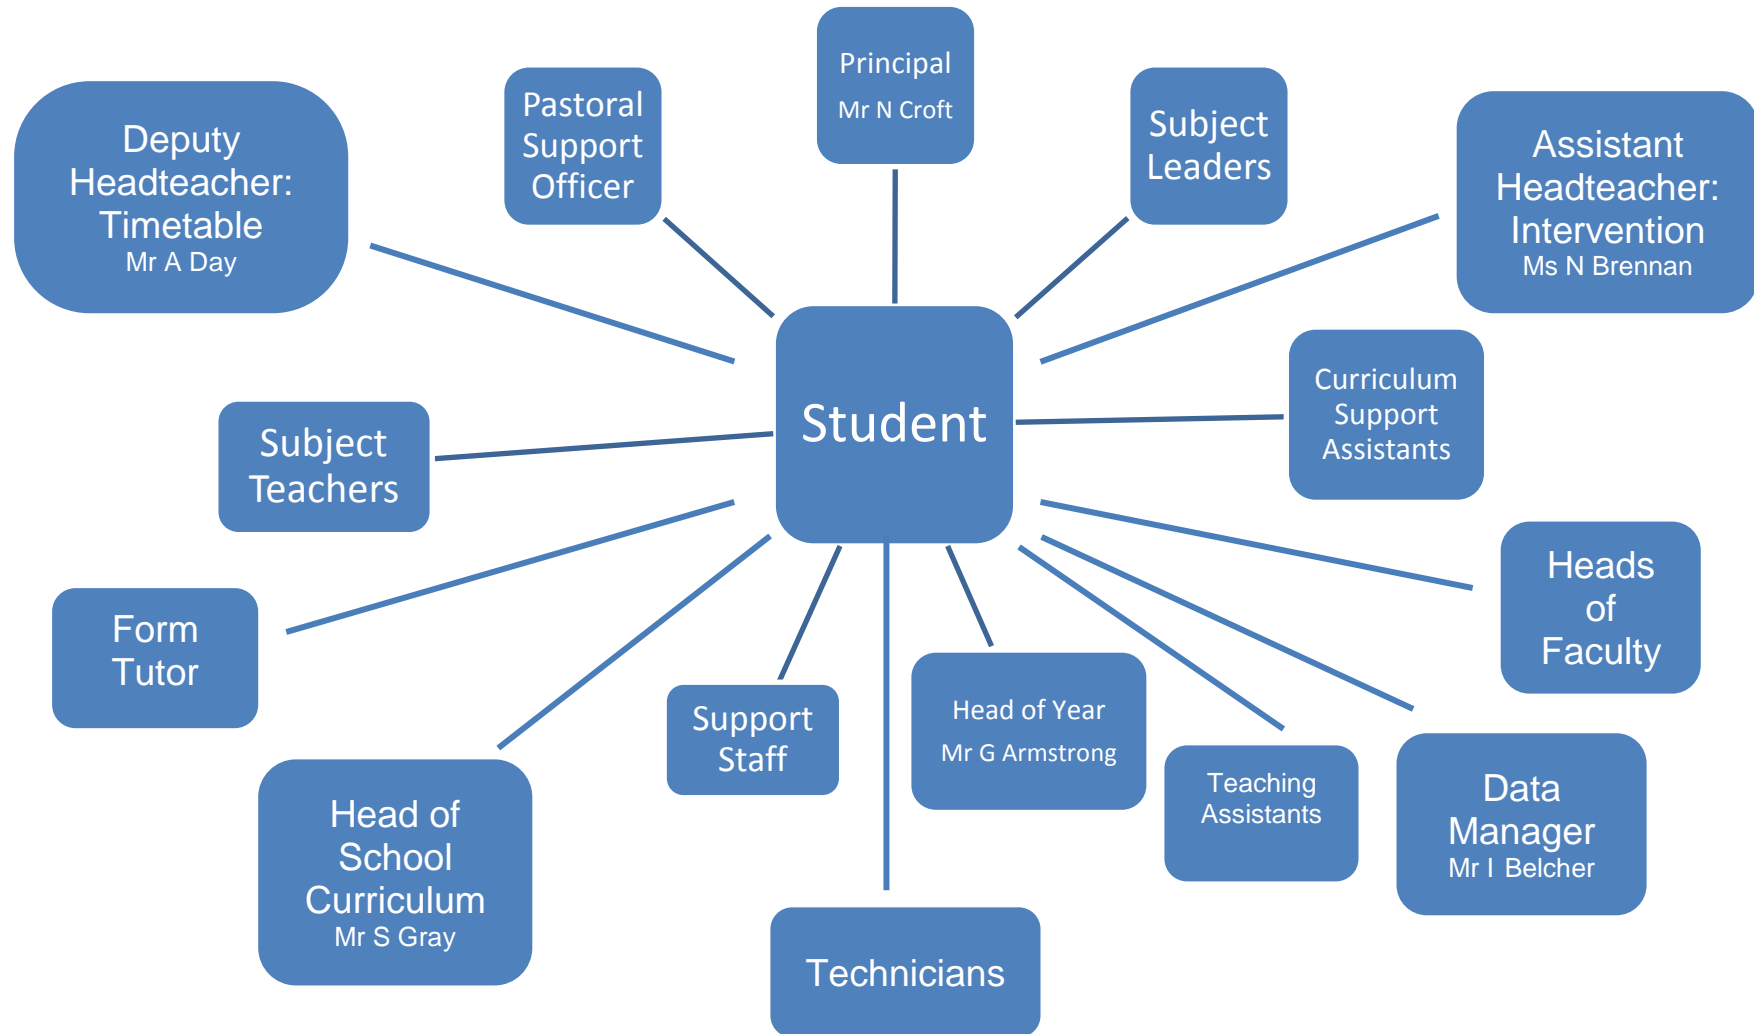 Principal
Mr N Croft
Pastoral
Support
Officer
Subject
Leaders
Deputy
Headteacher:
Timetable
Mr A Day
Assistant
Headteacher:
Intervention
Ms N Brennan
Student
Curriculum
Support
Assistants
Subject
Teachers
Heads
of
Faculty
Form
Tutor
Support
Staff
Head of Year
Mr G Armstrong
Teaching
Assistants
Data
Manager
Mr I Belcher
Head of
School
Curriculum
Mr S Gray
Technicians